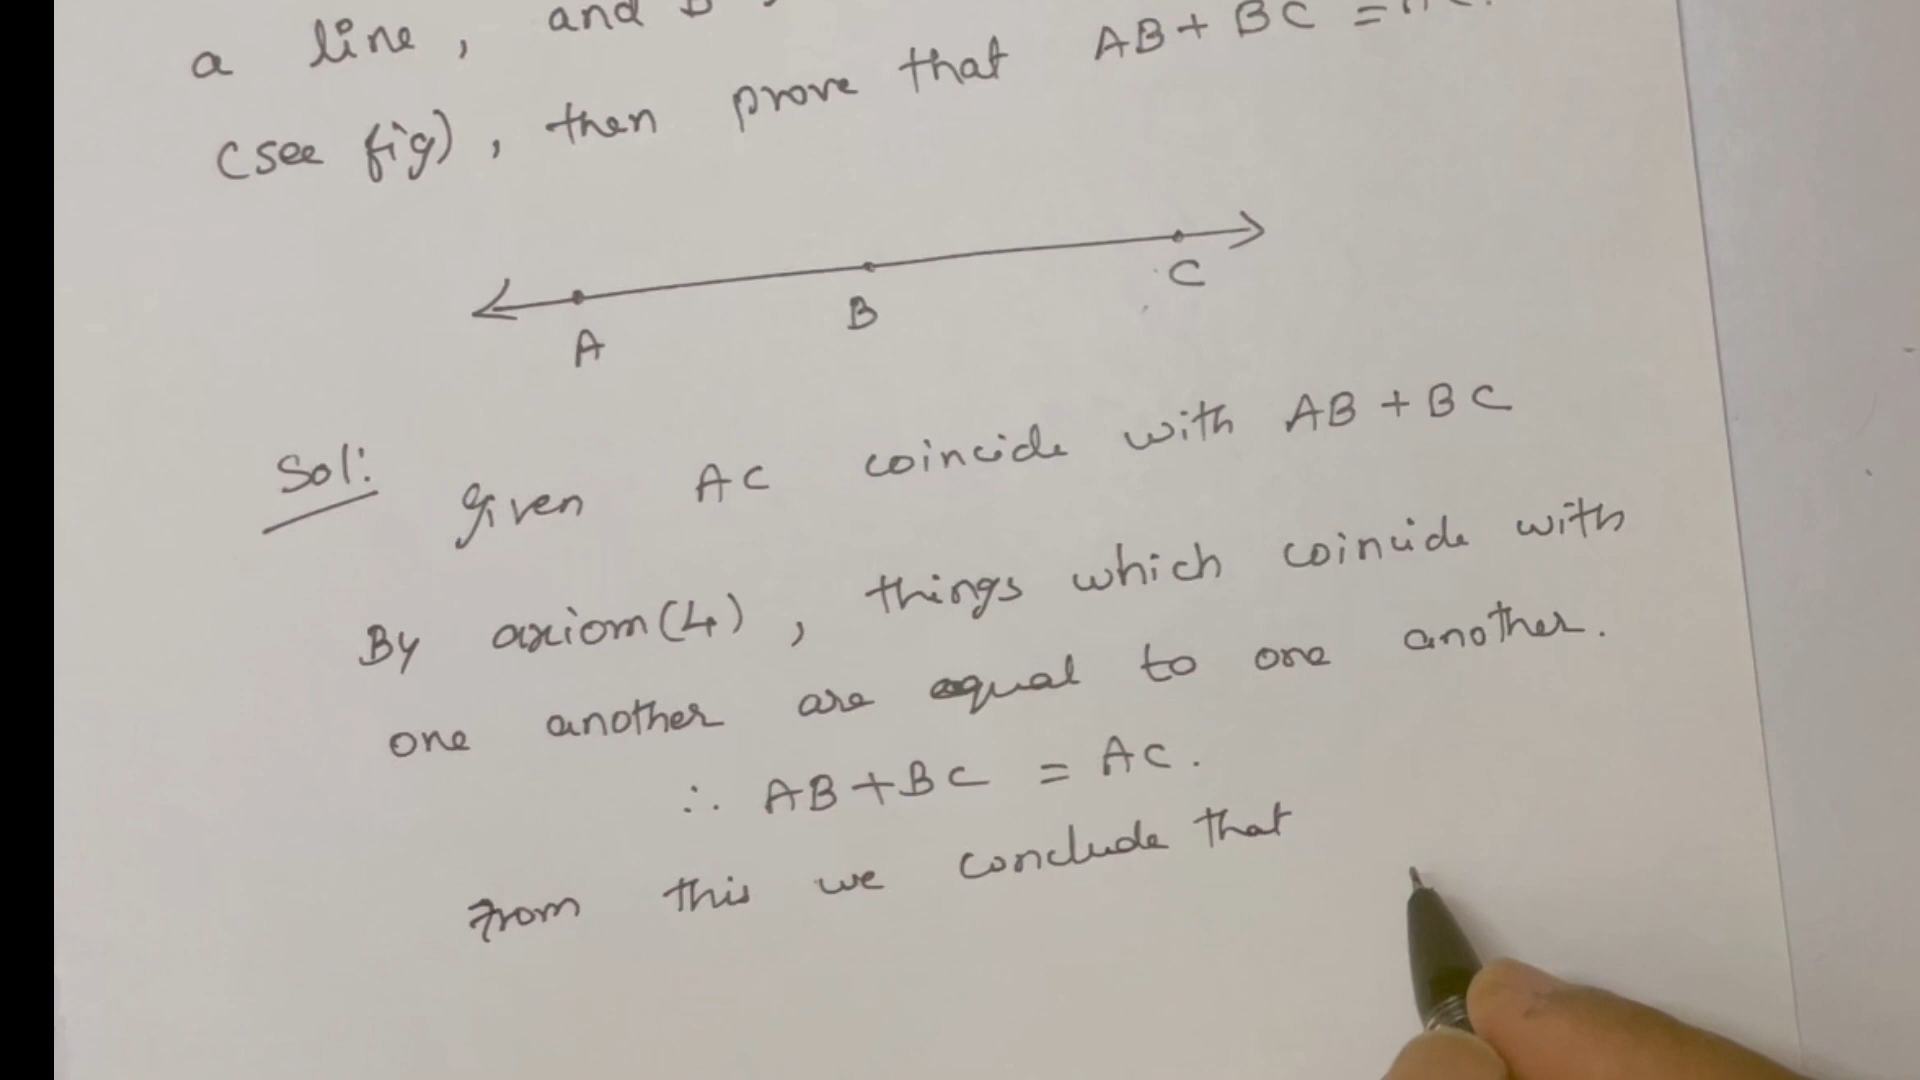 a line, and B
(see fig), then prove that AB + BC =
A B C
Sol: Given AC coincide with AB + BC
By axiom (4), things which coincide with
one another are equal to one another.
∴ AB + BC = AC.
From this we conclude that